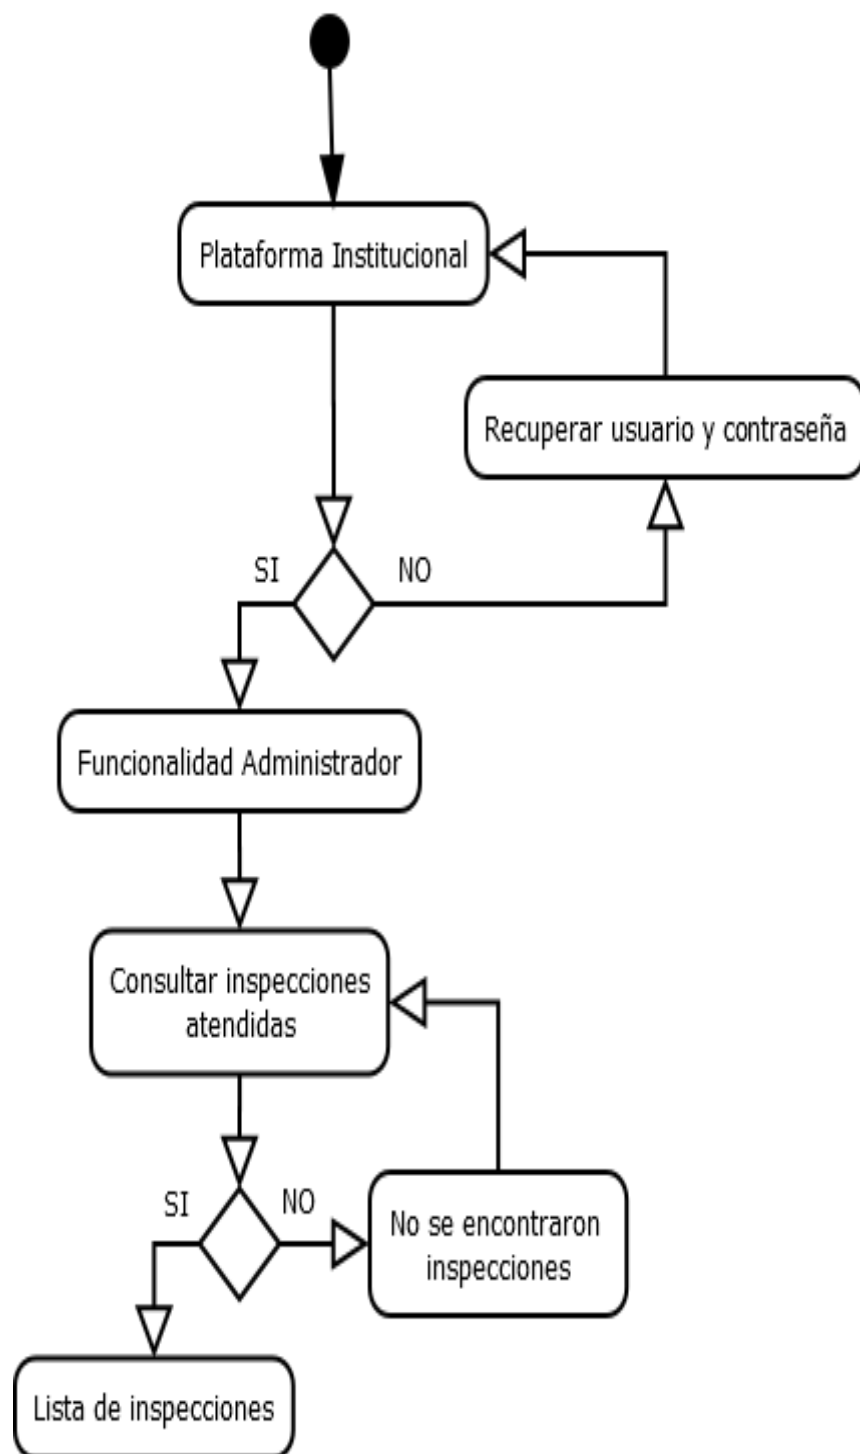 Plataforma Institucional
Recuperar usuario y contraseña
SI
NO
Funcionalidad Administrador
Consultar inspecciones
atendidas
SI
NO
No se encontraron
inspecciones
Lista de inspecciones